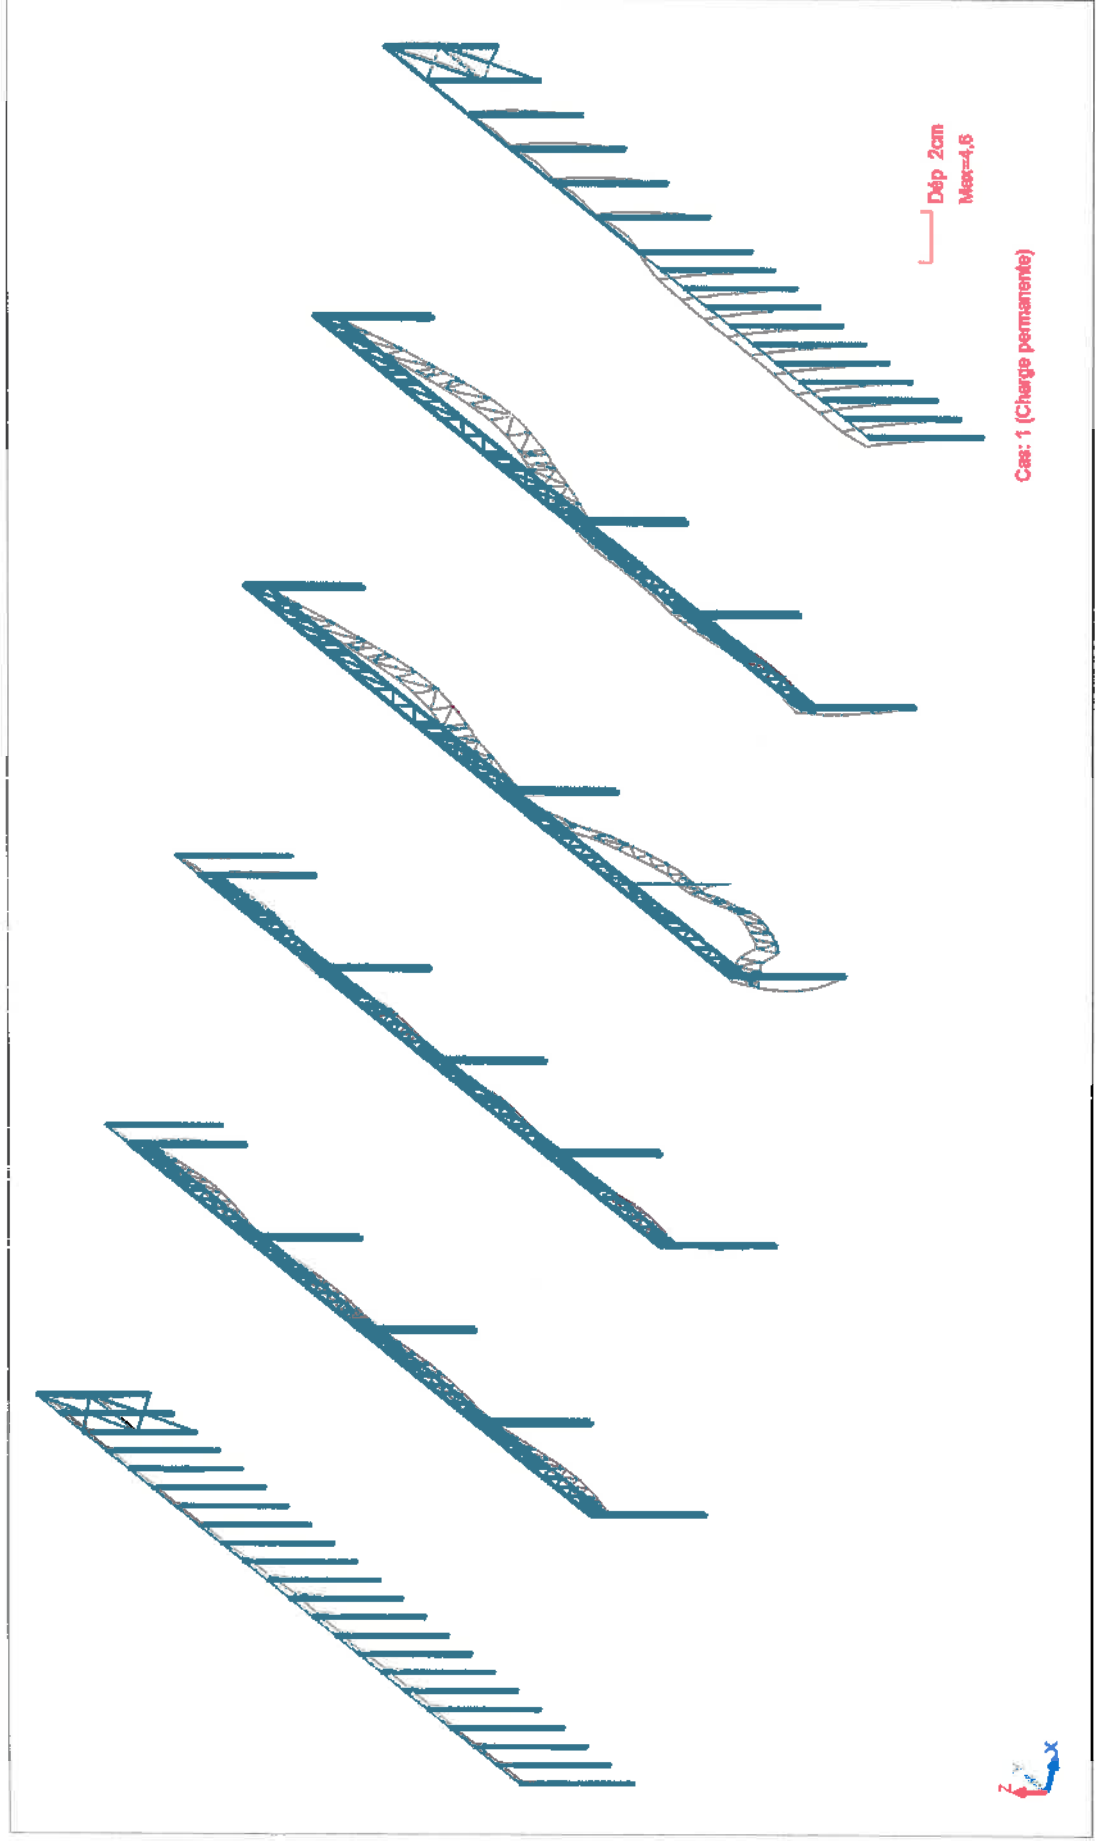 Dép 2cm
Max=4,6
Cas: 1 (Charge permanente)
Z
Y
X